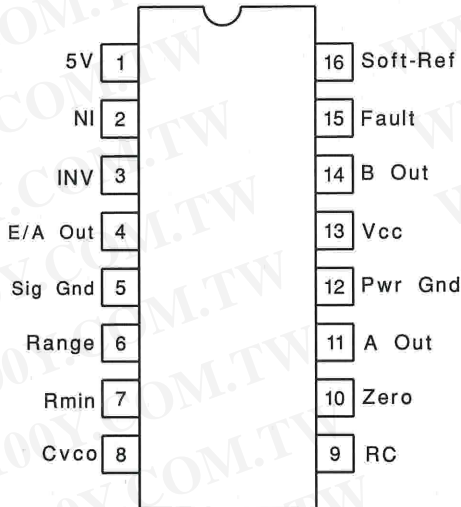 5V 1 16 Soft-Ref
NI 2 15 Fault
INV 3 14 B Out
E/A Out 4 13 Vcc
Sig Gnd 5 12 Pwr Gnd
Range 6 11 A Out
Rmin 7 10 Zero
Cvco 8 9 RC